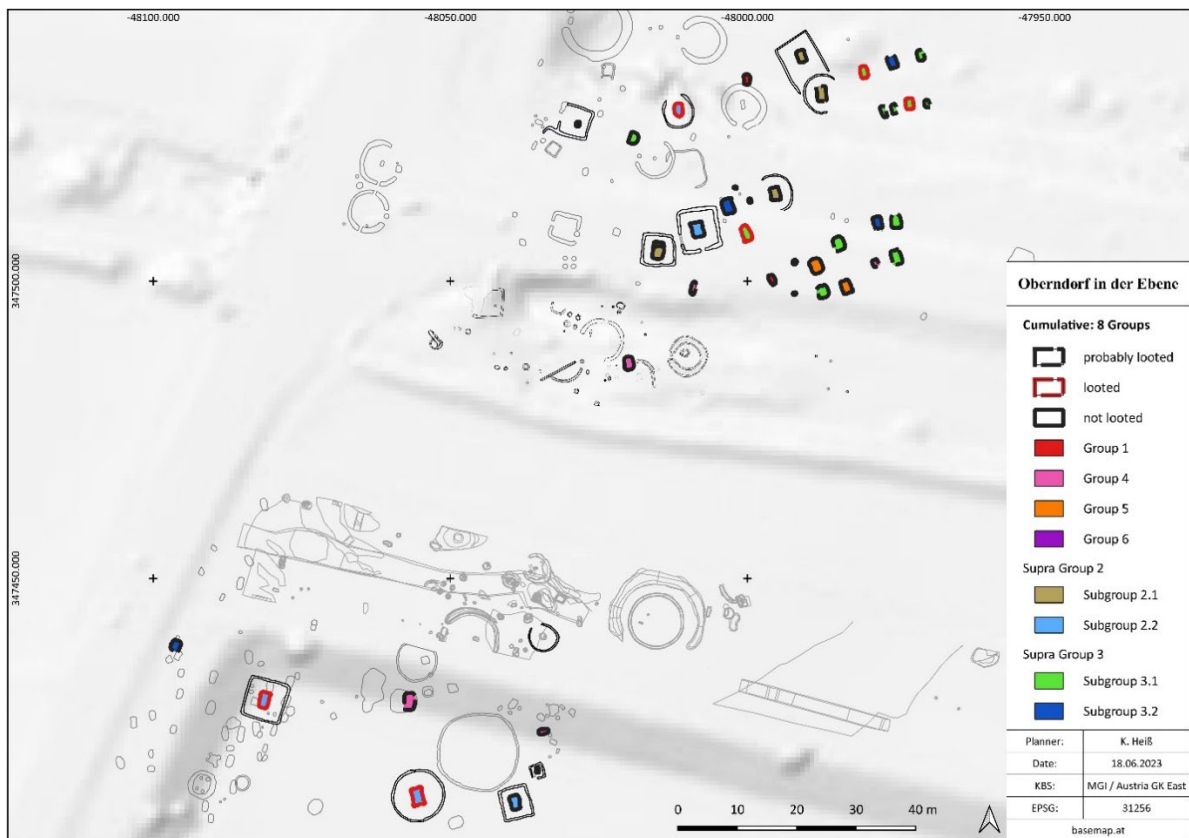 -48100.000 -48050.000 -48000.000 -47950.000
347500.000
347450.000
Oberndorf in der Ebene
Cumulative: 8 Groups
probably looted
looted
not looted
Group 1
Group 4
Group 5
Group 6
Supra Group 2
Subgroup 2.1
Subgroup 2.2
Supra Group 3
Subgroup 3.1
Subgroup 3.2
Planner: K. Heiß
Date: 18.06.2023
KBS: MGI / Austria GK East
EPSG: 31256
basemap.at
0 10 20 30 40 m